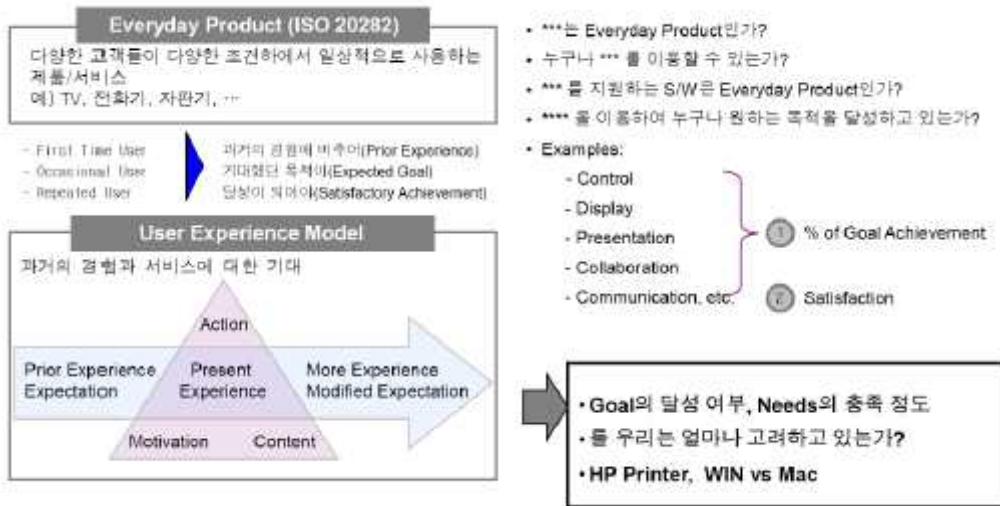 Everyday Product (ISO 20282)
다양한 고객들이 다양한 조건하에서 일상적으로 사용하는
제품/서비스
예) TV, 전화기, 자판기, …
- First Time User
- Occasional User
- Repeated User
과거의 경험에 비추어(Prior Experience)
기대했던 목적이(Expected Goal)
달성이 되어야(Satisfactory Achievement)
User Experience Model
과거의 경험과 서비스에 대한 기대
Action
Prior Experience
Expectation
Present
Experience
More Experience
Modified Expectation
Motivation
Content
• ***는 Everyday Product인가?
• 누구나 *** 를 이용할 수 있는가?
• *** 를 지원하는 S/W은 Everyday Product인가?
• **** 을 이용하여 누구나 원하는 목적을 달성하고 있는가?
• Examples:
- Control
- Display
- Presentation
- Collaboration
- Communication, etc.
1 % of Goal Achievement
2 Satisfaction
• Goal의 달성 여부, Needs의 충족 정도
• 를 우리는 얼마나 고려하고 있는가?
• HP Printer, WIN vs Mac